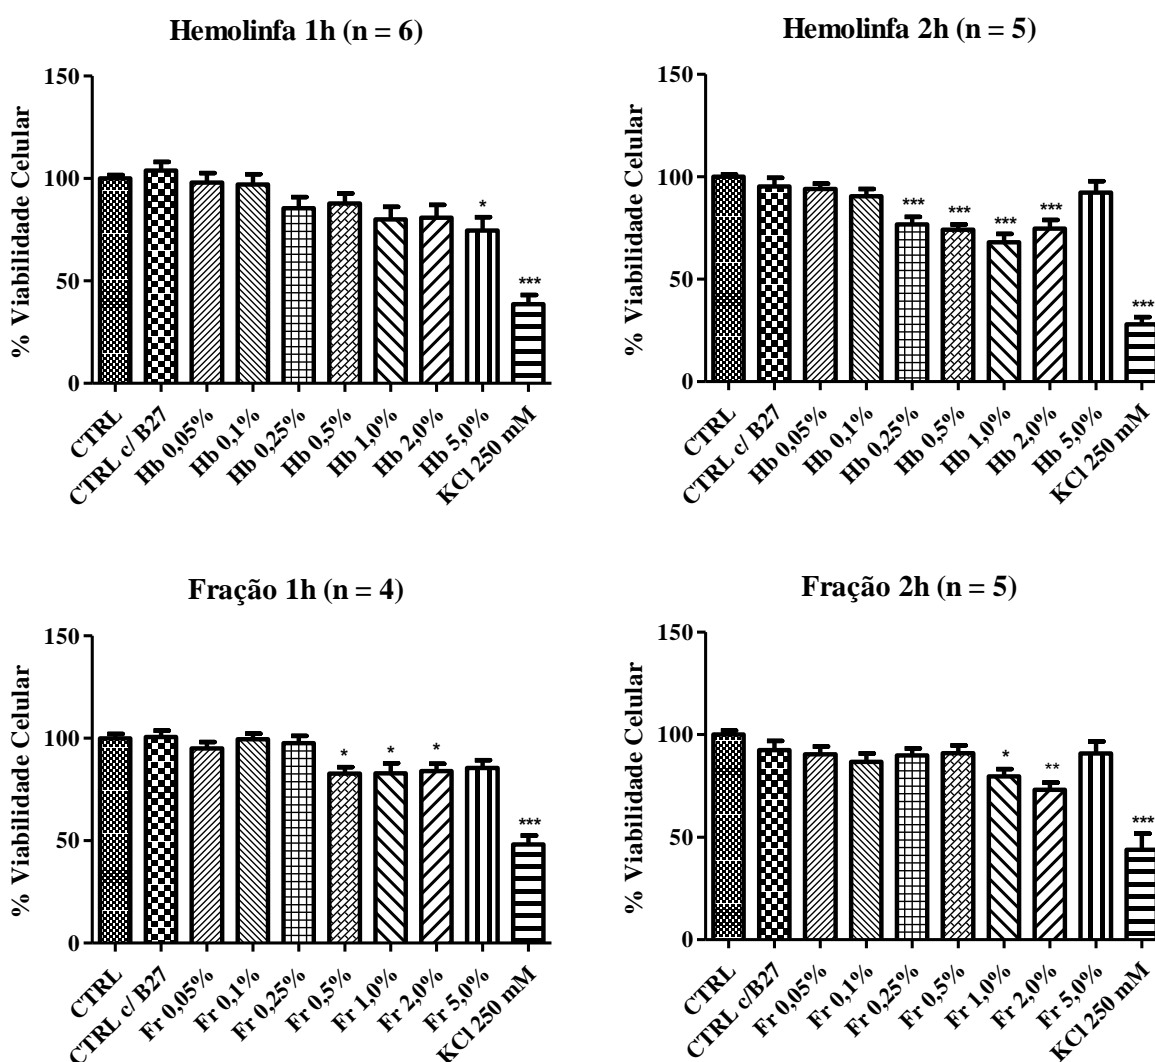 Hemolinfa 1h (n = 6)
% Viabilidade Celular
150
100
50
0
*
***
CTRL
CTRL c/ B27
Hb 0,05%
Hb 0,1%
Hb 0,25%
Hb 0,5%
Hb 1,0%
Hb 2,0%
Hb 5,0%
KCl 250 mM
Hemolinfa 2h (n = 5)
% Viabilidade Celular
150
100
50
0
***
***
***
***
***
CTRL
CTRL c/ B27
Hb 0,05%
Hb 0,1%
Hb 0,25%
Hb 0,5%
Hb 1,0%
Hb 2,0%
Hb 5,0%
KCl 250 mM
Fração 1h (n = 4)
% Viabilidade Celular
150
100
50
0
*
*
*
***
CTRL
CTRL c/ B27
Fr 0,05%
Fr 0,1%
Fr 0,25%
Fr 0,5%
Fr 1,0%
Fr 2,0%
Fr 5,0%
KCl 250 mM
Fração 2h (n = 5)
% Viabilidade Celular
150
100
50
0
*
**
***
CTRL
CTRL c/B27
Fr 0,05%
Fr 0,1%
Fr 0,25%
Fr 0,5%
Fr 1,0%
Fr 2,0%
Fr 5,0%
KCl 250 mM